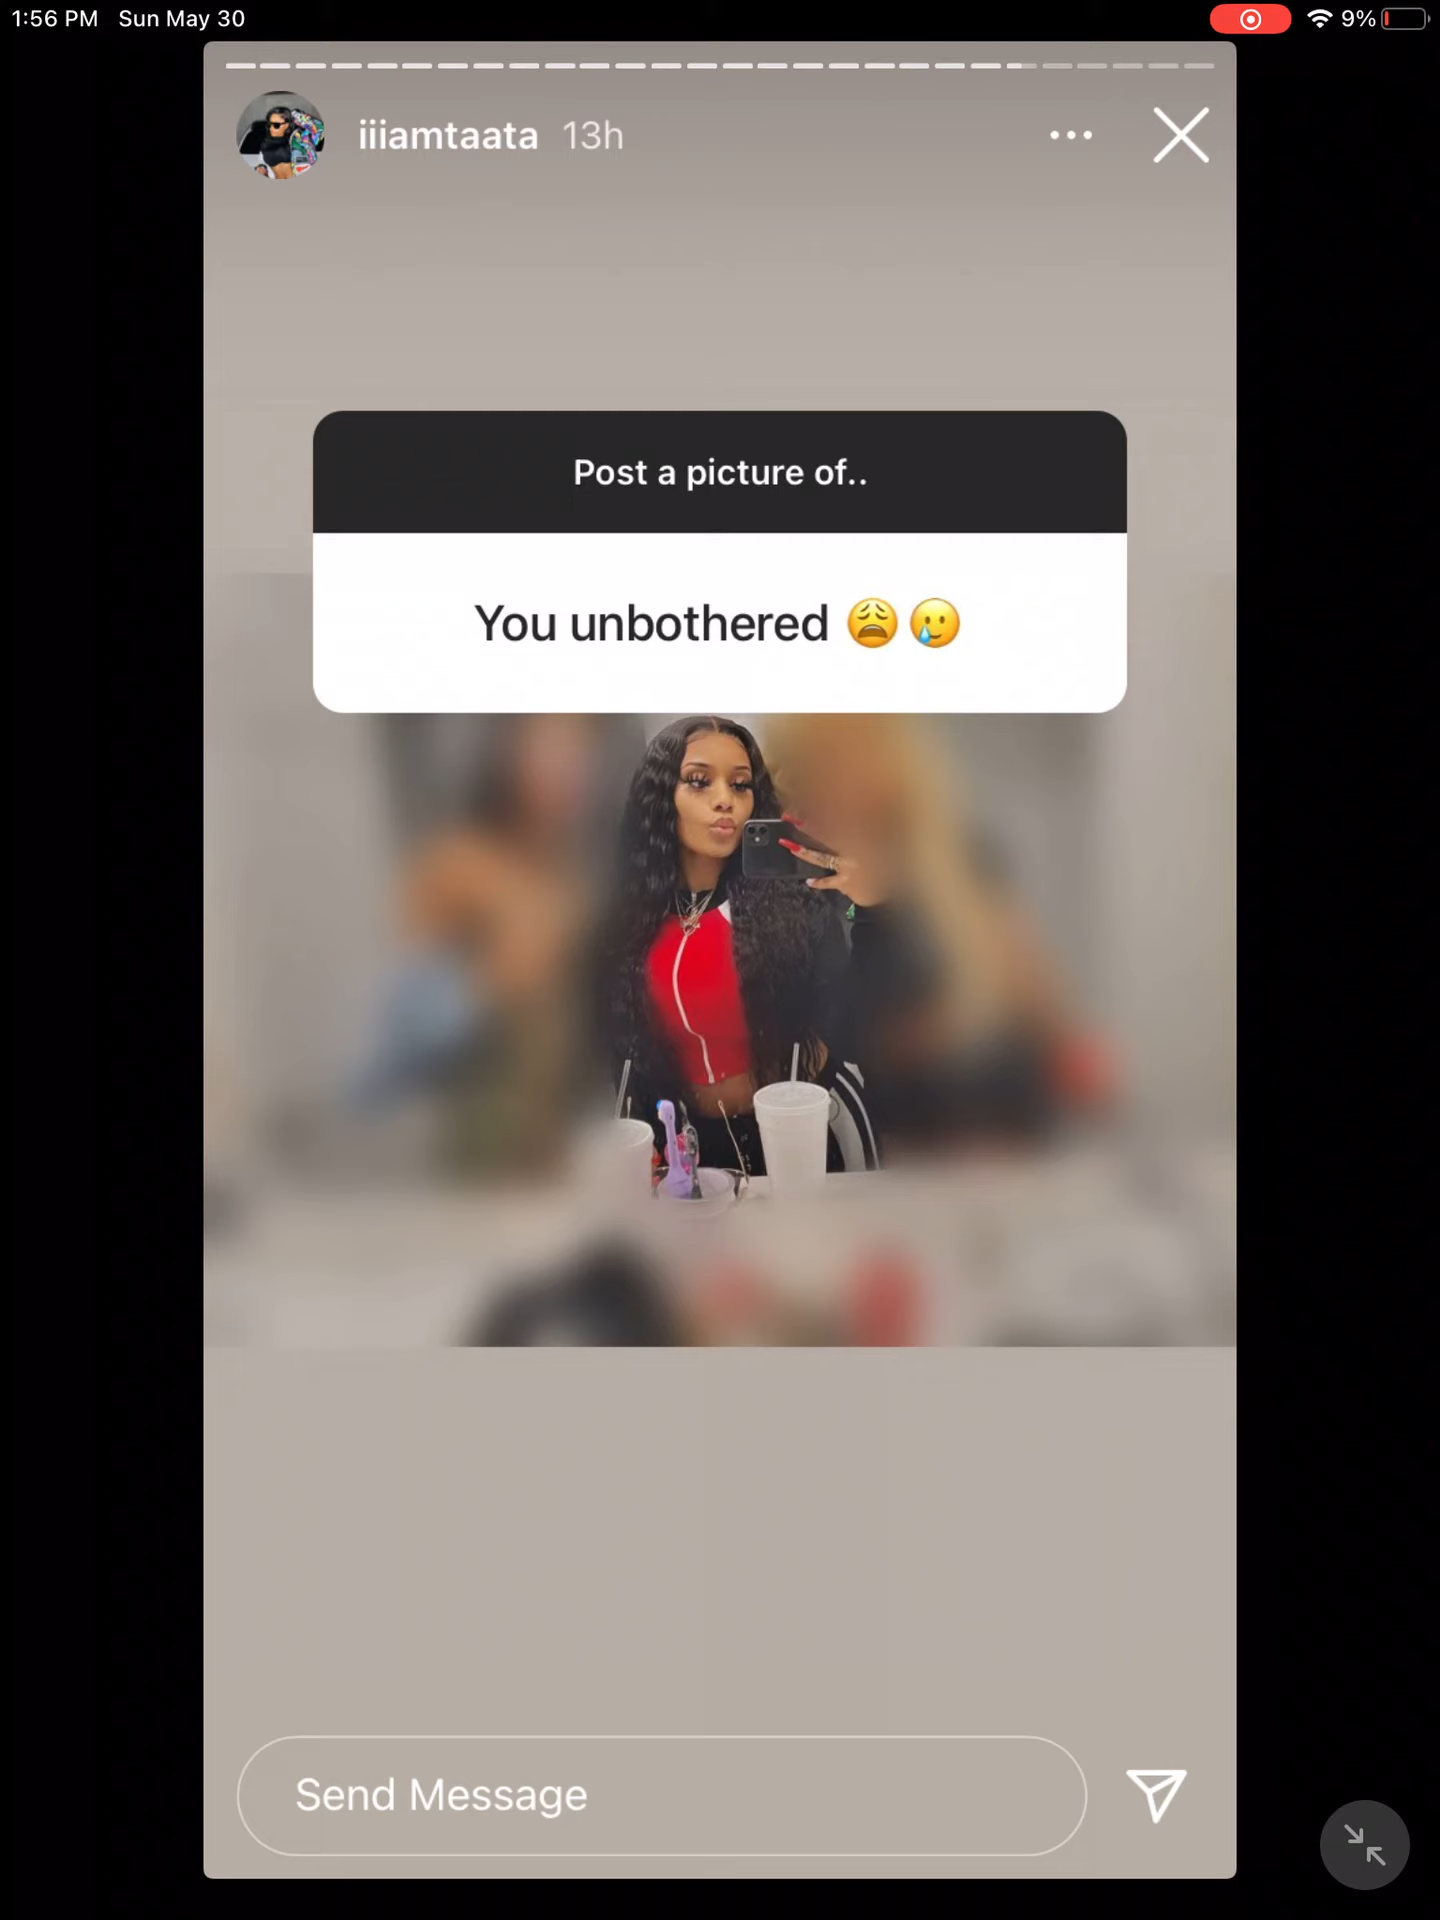 1:56 PM Sun May 30
9%
iiiamtaata 13h
Post a picture of..
You unbothered 😩🥲
Send Message